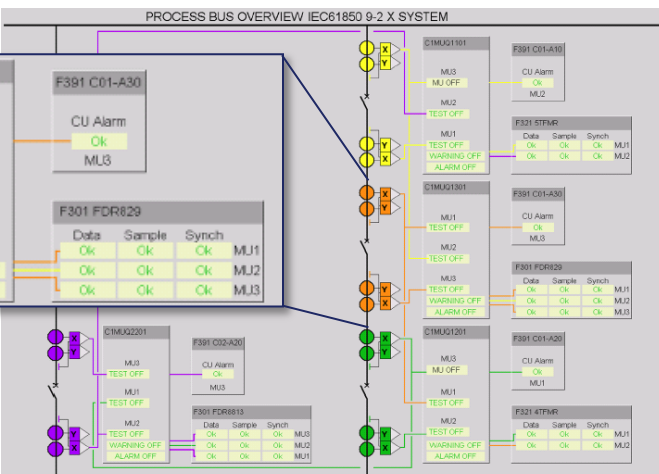 PROCESS BUS OVERVIEW IEC61850 9-2 X SYSTEM
F391 C01-A30
CU Alarm
Ok
MU3
F301 FDR829
Data Sample Synch
Ok Ok Ok MU1
Ok Ok Ok MU2
Ok Ok Ok MU3
X
Y
Y
X
X
Y
Y
X
X
Y
Y
X
C1MUQ1101
MU3
MU OFF
MU2
TEST OFF
MU1
TEST OFF
WARNING OFF
ALARM OFF
F391 C01-A10
CU Alarm
Ok
MU2
F321 5TFMR
Data Sample Synch
Ok Ok Ok MU1
Ok Ok Ok MU2
C1MUQ1301
MU1
TEST OFF
MU2
TEST OFF
MU3
TEST OFF
WARNING OFF
ALARM OFF
F391 C01-A30
CU Alarm
Ok
MU3
F301 FDR829
Data Sample Synch
Ok Ok Ok MU1
Ok Ok Ok MU2
Ok Ok Ok MU3
C1MUQ1201
MU3
MU OFF
MU1
TEST OFF
MU2
TEST OFF
WARNING OFF
ALARM OFF
F391 C01-A20
CU Alarm
Ok
MU1
F321 4TFMR
Data Sample Synch
Ok Ok Ok MU1
Ok Ok Ok MU2
X
Y
Y
X
C1MUQ2201
MU3
TEST OFF
MU1
TEST OFF
MU2
TEST OFF
WARNING OFF
ALARM OFF
F391 C02-A20
CU Alarm
Ok
MU3
F301 FDR8813
Data Sample Synch
Ok Ok Ok MU3
Ok Ok Ok MU2
Ok Ok Ok MU1